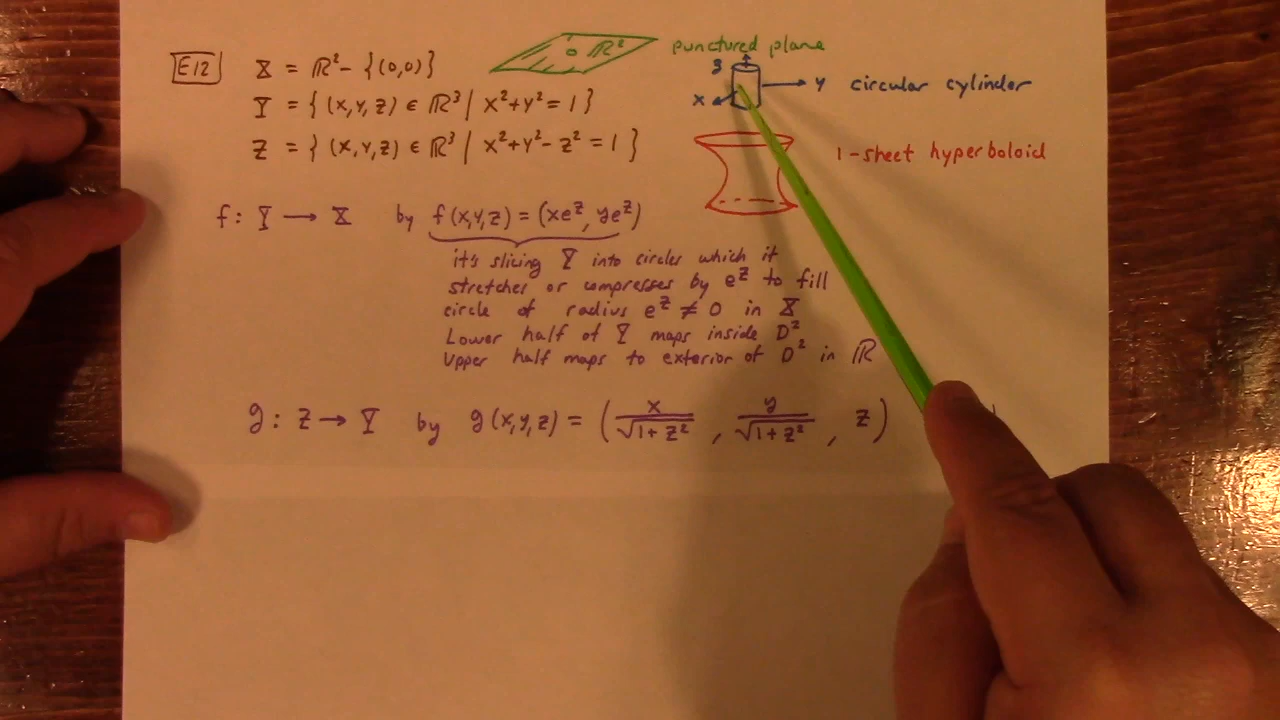 E12 X = ℝ² - {(0,0)} ℝ² punctured plane
Y = {(x,y,z) ∈ ℝ³ | x²+y² = 1} z x y circular cylinder
Z = {(x,y,z) ∈ ℝ³ | x²+y²-z² = 1} 1-sheet hyperboloid
f: Y → X by f(x,y,z) = (xe^z, ye^z)
it's slicing Y into circles which it
stretches or compresses by e^z to fill
circle of radius e^z ≠ 0 in X
Lower half of Y maps inside D²
Upper half maps to exterior of D² in ℝ
g: Z → Y by g(x,y,z) = (x/√(1+z²), y/√(1+z²), z)